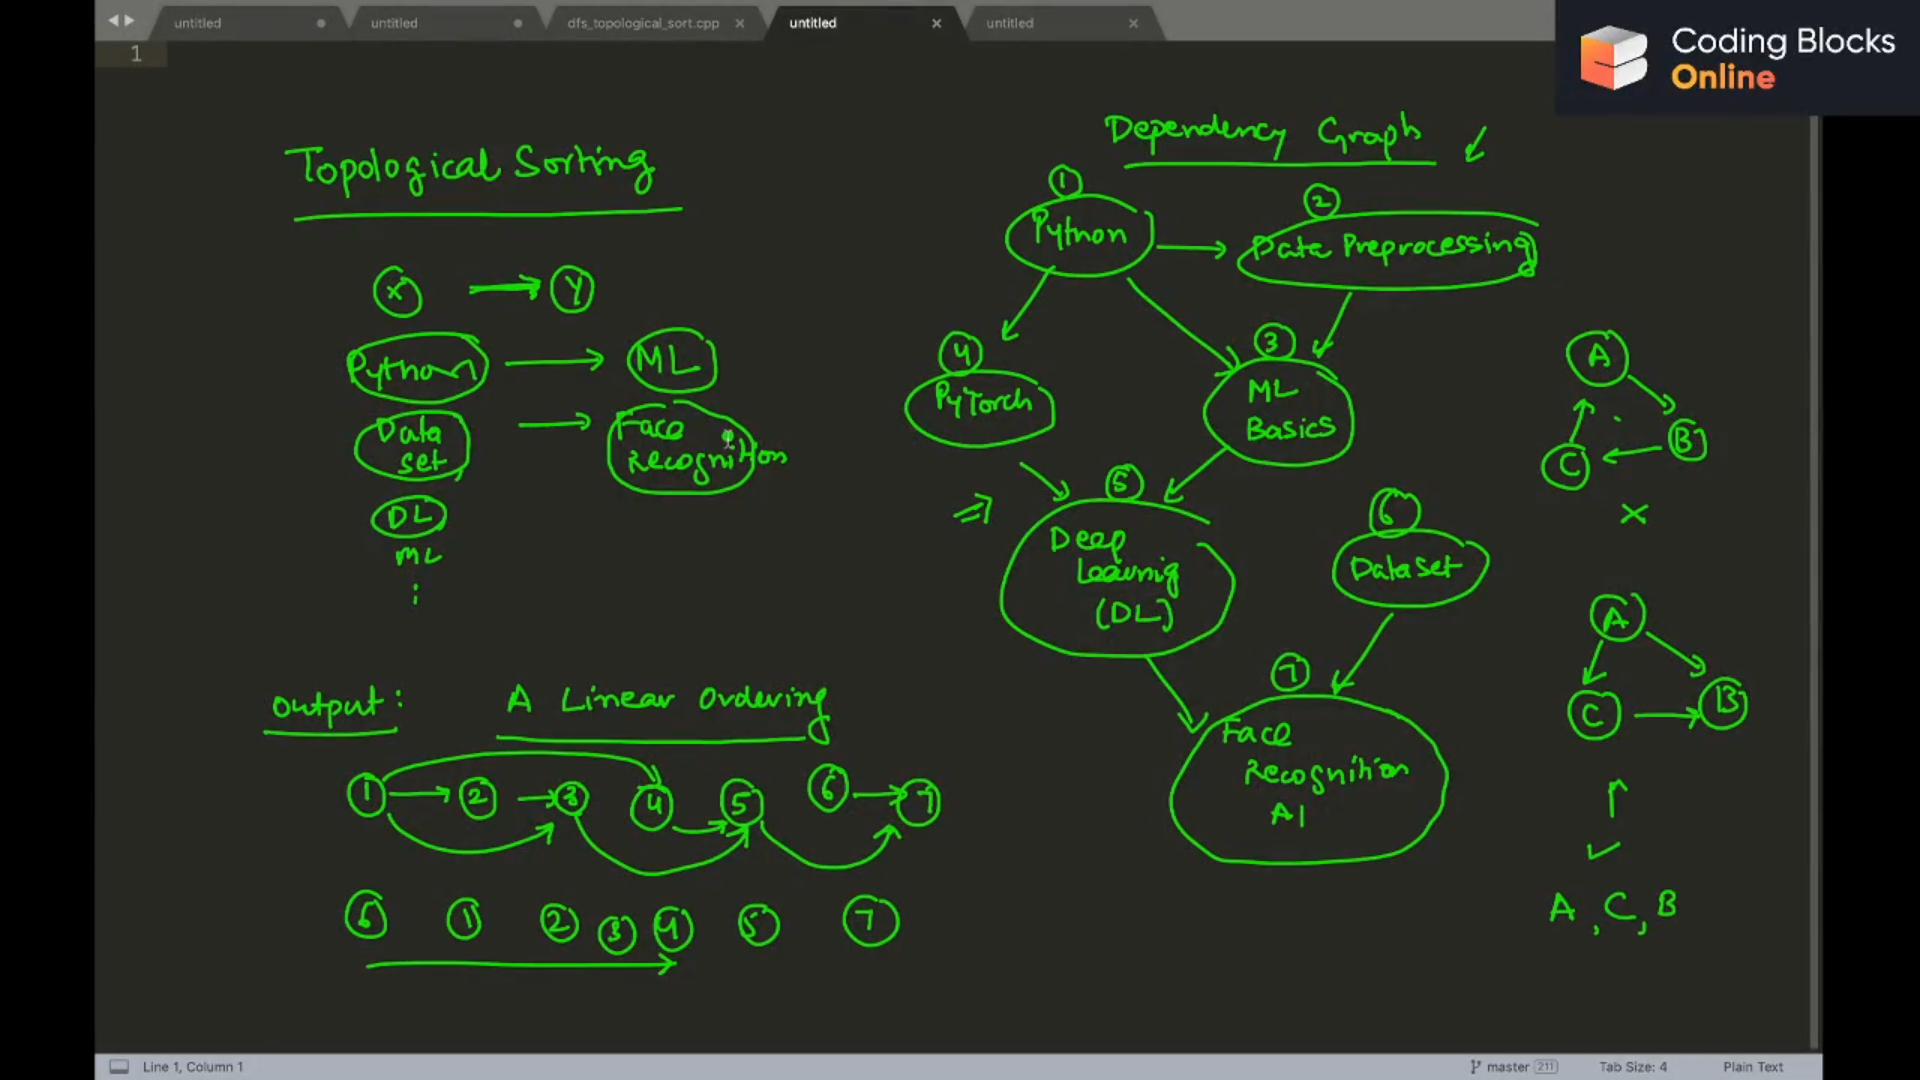 untitled
untitled
dfs_topological_sort.cpp
untitled
untitled
Coding Blocks
Online
1
Topological Sorting
X
Y
Python
ML
Data
set
Face
Recognition
DL
ML
Output:
A Linear Ordering
1 2 3 4 5 6 7
6 1 2 3 4 5 7
Dependency Graph
1
Python
2
Data Preprocessing
4
PyTorch
3
ML
Basics
5
Deep
Learning
(DL)
6
Dataset
7
Face
Recognition
AI
A
B
C
X
A
C
B
A, C, B
Line 1, Column 1
master 211
Tab Size: 4
Plain Text